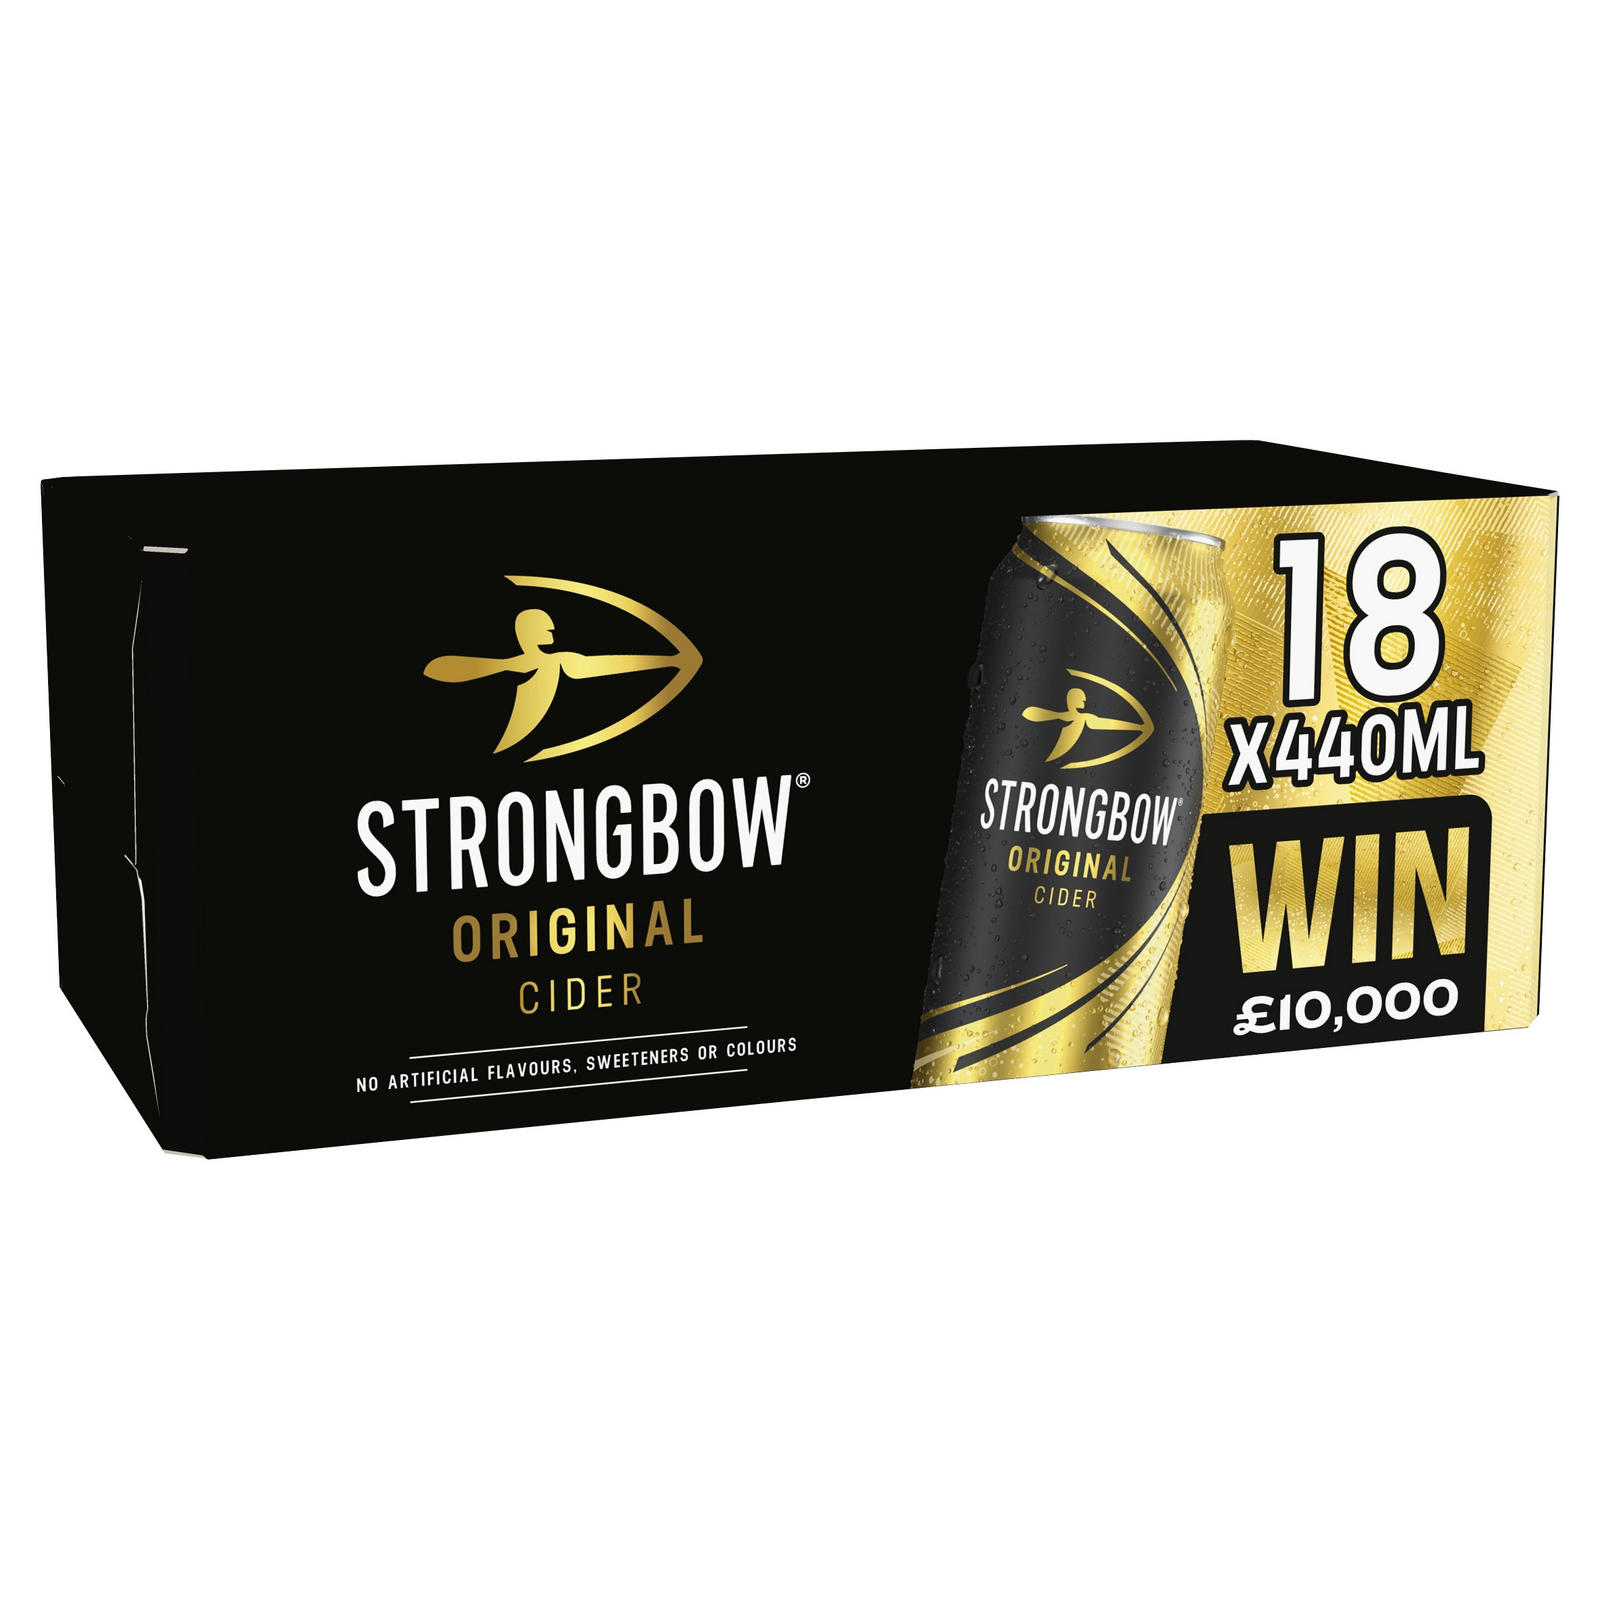 STRONGBOW®
ORIGINAL
CIDER
NO ARTIFICIAL FLAVOURS, SWEETENERS OR COLOURS
STRONGBOW®
ORIGINAL
CIDER
18
X440ML
WIN
£10,000